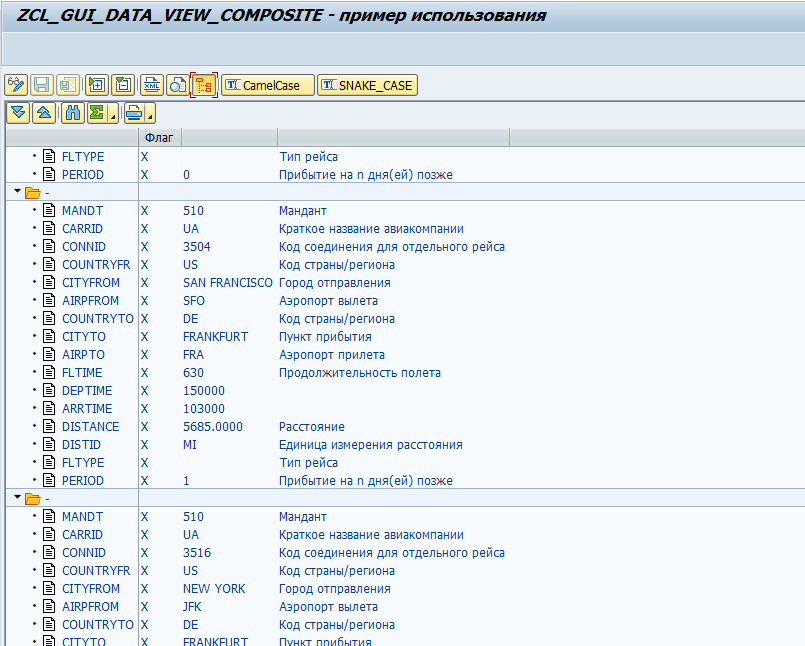 ZCL_GUI_DATA_VIEW_COMPOSITE - пример использования
XML CamelCase SNAKE_CASE
Флаг
FLTYPE X Тип рейса
PERIOD X 0 Прибытие на n дня(ей) позже
-
MANDT X 510 Мандант
CARRID X UA Краткое название авиакомпании
CONNID X 3504 Код соединения для отдельного рейса
COUNTRYFR X US Код страны/региона
CITYFROM X SAN FRANCISCO Город отправления
AIRPFROM X SFO Аэропорт вылета
COUNTRYTO X DE Код страны/региона
CITYTO X FRANKFURT Пункт прибытия
AIRPTO X FRA Аэропорт прилета
FLTIME X 630 Продолжительность полета
DEPTIME X 150000
ARRTIME X 103000
DISTANCE X 5685.0000 Расстояние
DISTID X MI Единица измерения расстояния
FLTYPE X Тип рейса
PERIOD X 1 Прибытие на n дня(ей) позже
-
MANDT X 510 Мандант
CARRID X UA Краткое название авиакомпании
CONNID X 3516 Код соединения для отдельного рейса
COUNTRYFR X US Код страны/региона
CITYFROM X NEW YORK Город отправления
AIRPFROM X JFK Аэропорт вылета
COUNTRYTO X DE Код страны/региона
CITYTO X FRANKFURT Пункт прибытия